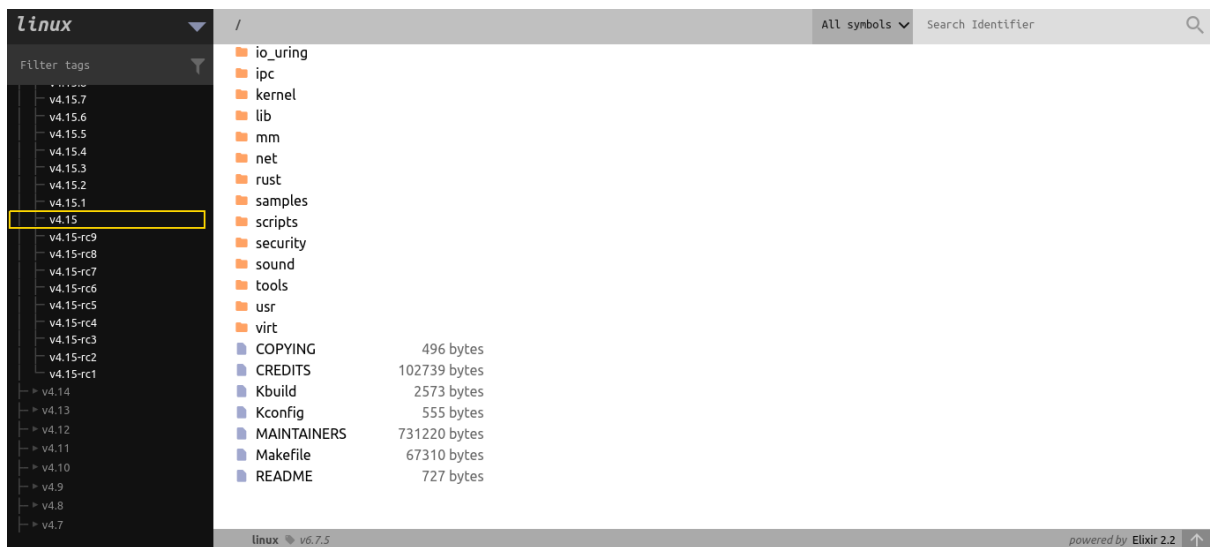 linux
/
All symbols
Search Identifier
Filter tags
v4.15.7
v4.15.6
v4.15.5
v4.15.4
v4.15.3
v4.15.2
v4.15.1
v4.15
v4.15-rc9
v4.15-rc8
v4.15-rc7
v4.15-rc6
v4.15-rc5
v4.15-rc4
v4.15-rc3
v4.15-rc2
v4.15-rc1
v4.14
v4.13
v4.12
v4.11
v4.10
v4.9
v4.8
v4.7
io_uring
ipc
kernel
lib
mm
net
rust
samples
scripts
security
sound
tools
usr
virt
COPYING 496 bytes
CREDITS 102739 bytes
Kbuild 2573 bytes
Kconfig 555 bytes
MAINTAINERS 731220 bytes
Makefile 67310 bytes
README 727 bytes
linux v6.7.5
powered by Elixir 2.2